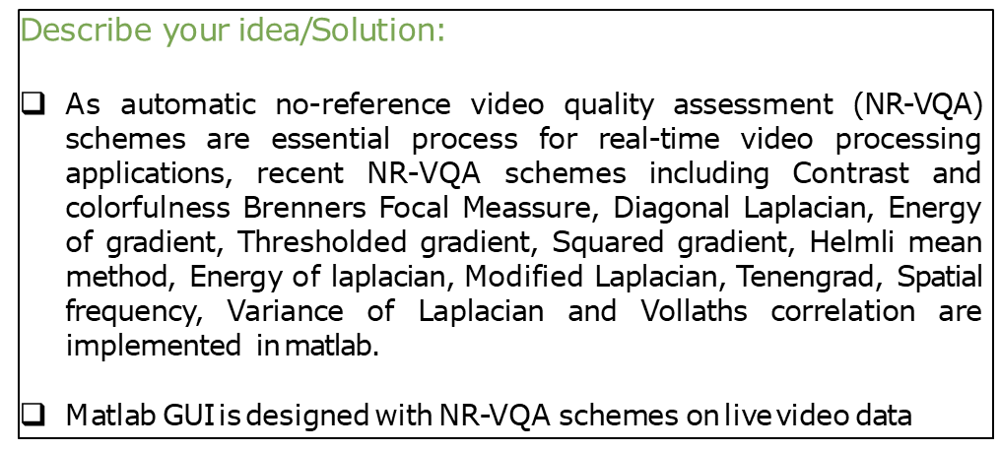 Describe your idea/Solution:
❑ As automatic no-reference video quality assessment (NR-VQA)
schemes are essential process for real-time video processing
applications, recent NR-VQA schemes including Contrast and
colorfulness Brenners Focal Meassure, Diagonal Laplacian, Energy
of gradient, Thresholded gradient, Squared gradient, Helmli mean
method, Energy of laplacian, Modified Laplacian, Tenengrad, Spatial
frequency, Variance of Laplacian and Vollaths correlation are
implemented in matlab.
❑ Matlab GUI is designed with NR-VQA schemes on live video data